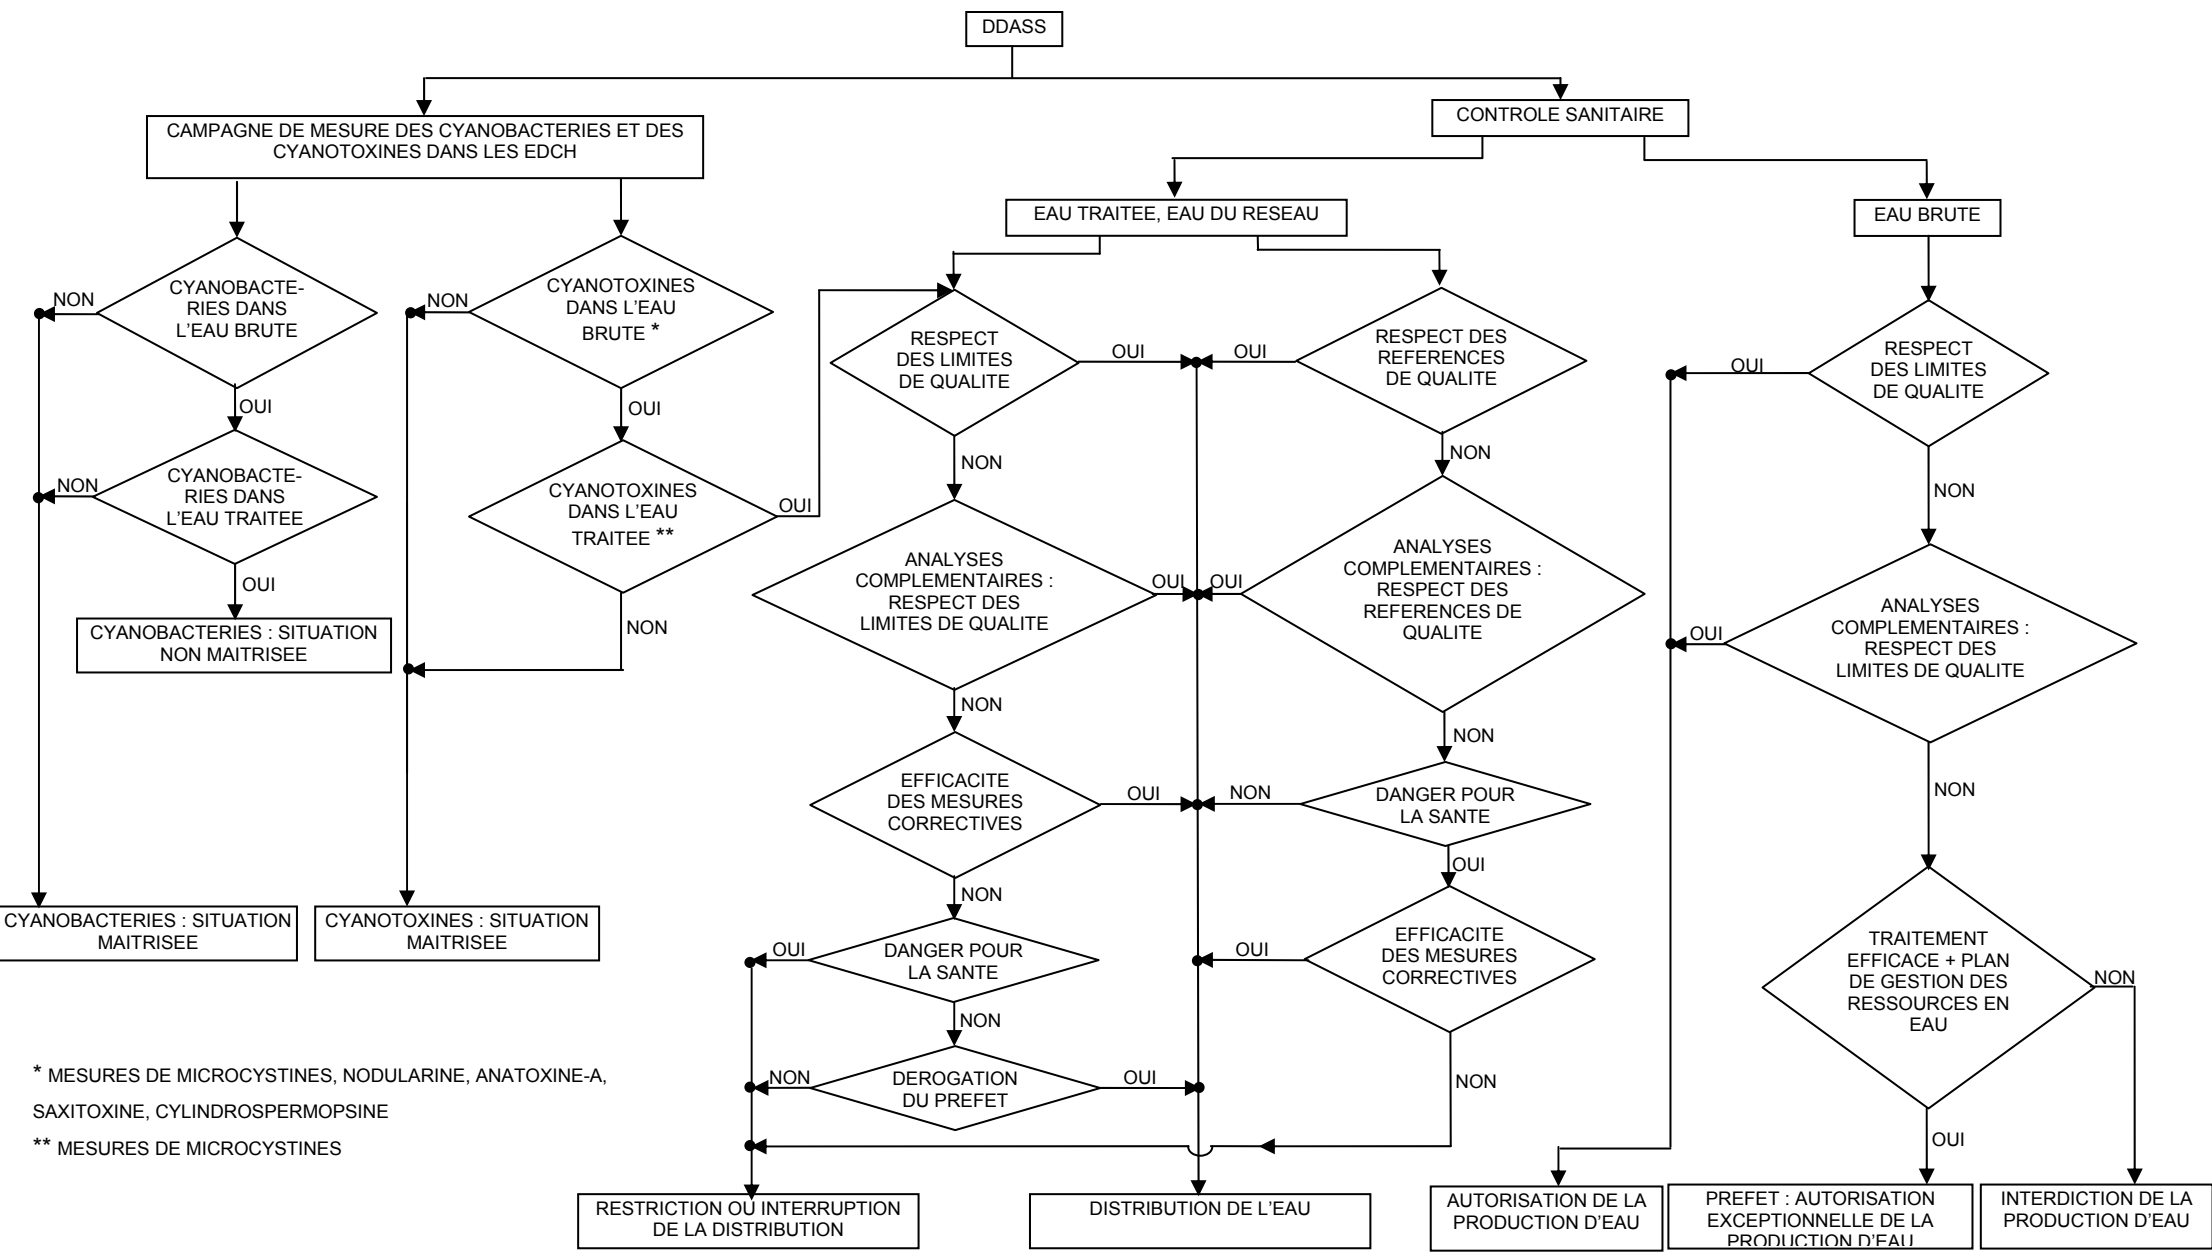 DDASS
CONTROLE SANITAIRE
CAMPAGNE DE MESURE DES CYANOBACTERIES ET DES
CYANOTOXINES DANS LES EDCH
EAU TRAITEE, EAU DU RESEAU
EAU BRUTE
CYANOBACTE-
RIES DANS
L'EAU BRUTE
NON
OUI
CYANOBACTE-
RIES DANS
L'EAU TRAITEE
NON
OUI
CYANOBACTERIES : SITUATION
NON MAITRISEE
CYANOBACTERIES : SITUATION
MAITRISEE
CYANOTOXINES
DANS L'EAU
BRUTE *
NON
OUI
CYANOTOXINES
DANS L'EAU
TRAITEE **
OUI
NON
CYANOTOXINES : SITUATION
MAITRISEE
RESPECT
DES LIMITES
DE QUALITE
OUI
NON
ANALYSES
COMPLEMENTAIRES :
RESPECT DES
LIMITES DE QUALITE
OUI
NON
EFFICACITE
DES MESURES
CORRECTIVES
OUI
NON
DANGER POUR
LA SANTE
OUI
NON
DEROGATION
DU PREFET
NON
OUI
RESPECT DES
REFERENCES
DE QUALITE
OUI
NON
ANALYSES
COMPLEMENTAIRES :
RESPECT DES
REFERENCES DE
QUALITE
OUI
NON
DANGER POUR
LA SANTE
NON
OUI
EFFICACITE
DES MESURES
CORRECTIVES
OUI
NON
RESPECT
DES LIMITES
DE QUALITE
OUI
NON
ANALYSES
COMPLEMENTAIRES :
RESPECT DES
LIMITES DE QUALITE
OUI
NON
TRAITEMENT
EFFICACE + PLAN
DE GESTION DES
RESSOURCES EN
EAU
NON
OUI
* MESURES DE MICROCYSTINES, NODULARINE, ANATOXINE-A,
SAXITOXINE, CYLINDROSPERMOPSINE
** MESURES DE MICROCYSTINES
RESTRICTION OU INTERRUPTION
DE LA DISTRIBUTION
DISTRIBUTION DE L'EAU
AUTORISATION DE LA
PRODUCTION D'EAU
PREFET : AUTORISATION
EXCEPTIONNELLE DE LA
PRODUCTION D'EAU
INTERDICTION DE LA
PRODUCTION D'EAU